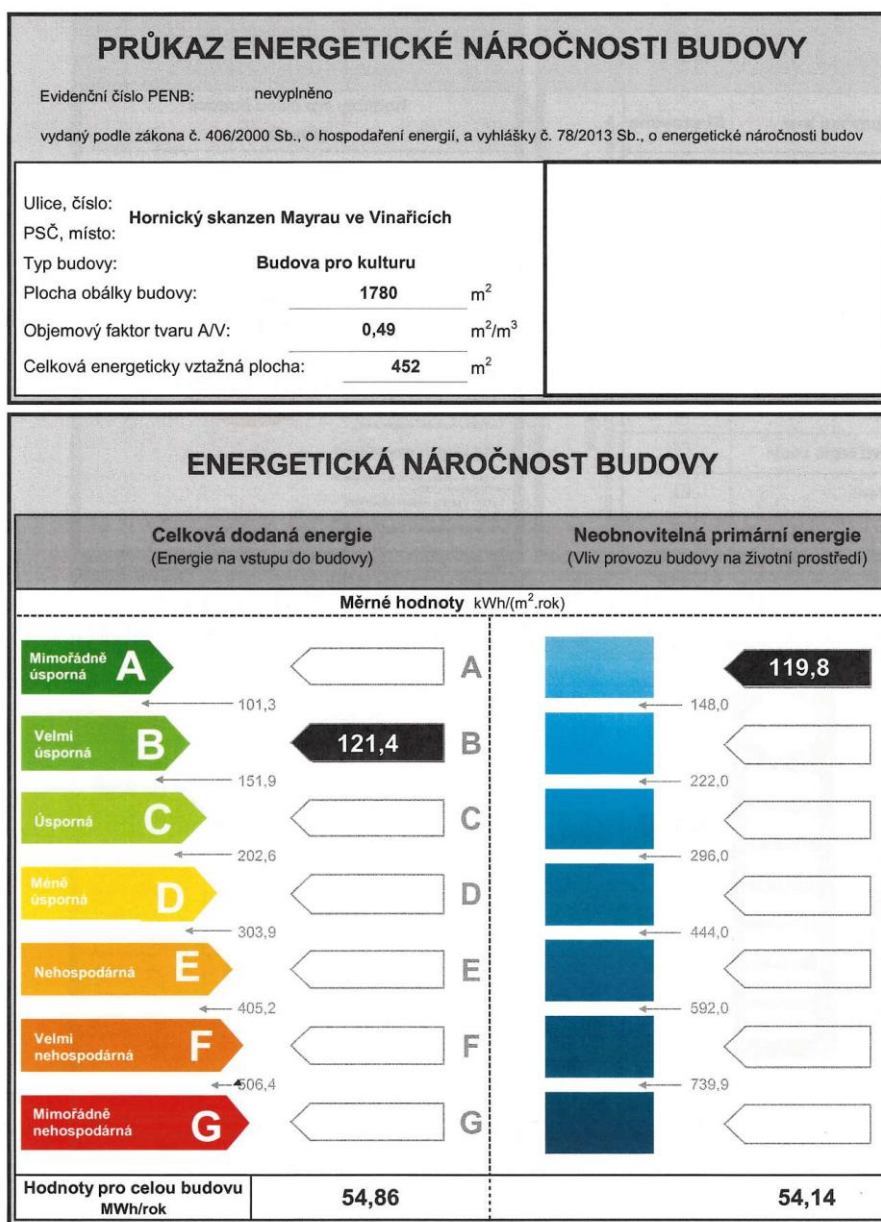 PRŮKAZ ENERGETICKÉ NÁROČNOSTI BUDOVY
Evidenční číslo PENB: nevyplněno
vydaný podle zákona č. 406/2000 Sb., o hospodaření energií, a vyhlášky č. 78/2013 Sb., o energetické náročnosti budov
Ulice, číslo:
Hornický skanzen Mayrau ve Vinařicích
PSČ, místo:
Typ budovy: Budova pro kulturu
Plocha obálky budovy: 1780 m²
Objemový faktor tvaru A/V: 0,49 m²/m³
Celková energeticky vztažná plocha: 452 m²
ENERGETICKÁ NÁROČNOST BUDOVY
Celková dodaná energie
(Energie na vstupu do budovy)
Neobnovitelná primární energie
(Vliv provozu budovy na životní prostředí)
Měrné hodnoty kWh/(m².rok)
Mimořádně
úsporná A A 119,8
101,3 148,0
Velmi
úsporná B 121,4 B
151,9 222,0
Úsporná C C
202,6 296,0
Méně
úsporná D D
303,9 444,0
Nehospodárná E E
405,2 592,0
Velmi
nehospodárná F F
506,4 739,9
Mimořádně
nehospodárná G G
Hodnoty pro celou budovu
MWh/rok
54,86 54,14